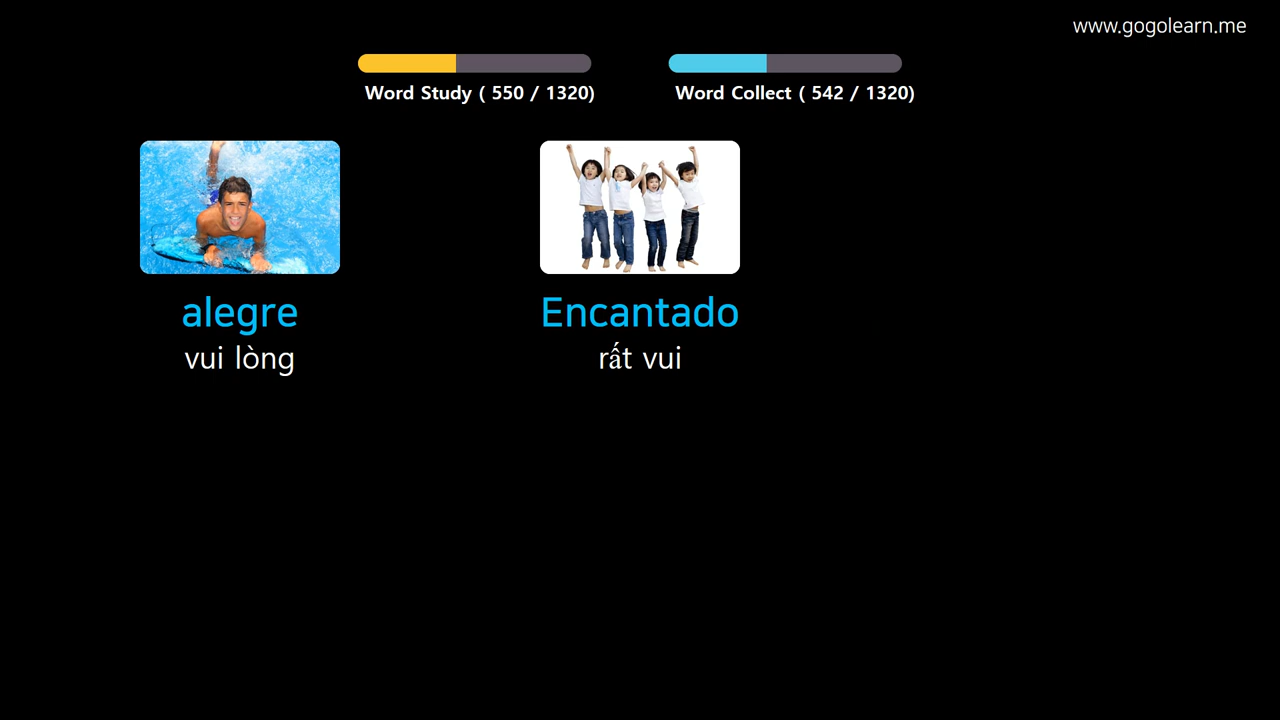 www.gogolearn.me
Word Study ( 550 / 1320)
Word Collect ( 542 / 1320)
alegre
vui lòng
Encantado
rất vui